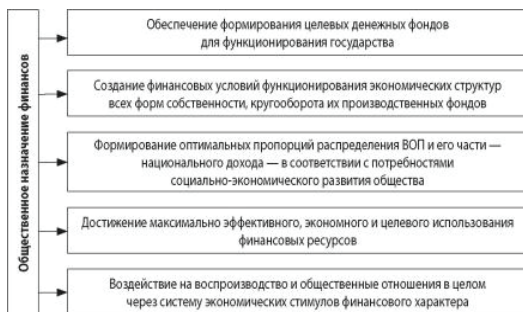 Общественное назначение финансов
Обеспечение формирования целевых денежных фондов
для функционирования государства
Создание финансовых условий функционирования экономических структур
всех форм собственности, кругооборота их производственных фондов
Формирование оптимальных пропорций распределения ВОП и его части —
национального дохода — в соответствии с потребностями
социально-экономического развития общества
Достижение максимально эффективного, экономного и целевого использования
финансовых ресурсов
Воздействие на воспроизводство и общественные отношения в целом
через систему экономических стимулов финансового характера